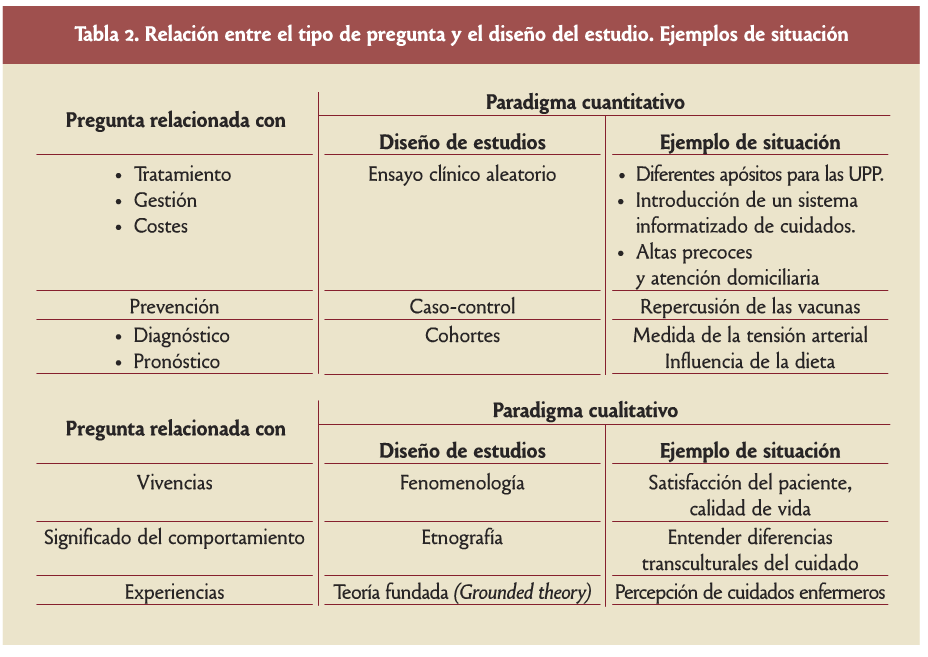 Tabla 2. Relación entre el tipo de pregunta y el diseño del estudio. Ejemplos de situación
Pregunta relacionada con
Paradigma cuantitativo
Diseño de estudios
Ejemplo de situación
• Tratamiento
• Gestión
• Costes
Ensayo clínico aleatorio
• Diferentes apósitos para las UPP.
• Introducción de un sistema
informatizado de cuidados.
• Altas precoces
y atención domiciliaria
Prevención
Caso-control
Repercusión de las vacunas
• Diagnóstico
• Pronóstico
Cohortes
Medida de la tensión arterial
Influencia de la dieta
Pregunta relacionada con
Paradigma cualitativo
Diseño de estudios
Ejemplo de situación
Vivencias
Fenomenología
Satisfacción del paciente,
calidad de vida
Significado del comportamiento
Etnografía
Entender diferencias
transculturales del cuidado
Experiencias
Teoría fundada (Grounded theory)
Percepción de cuidados enfermeros